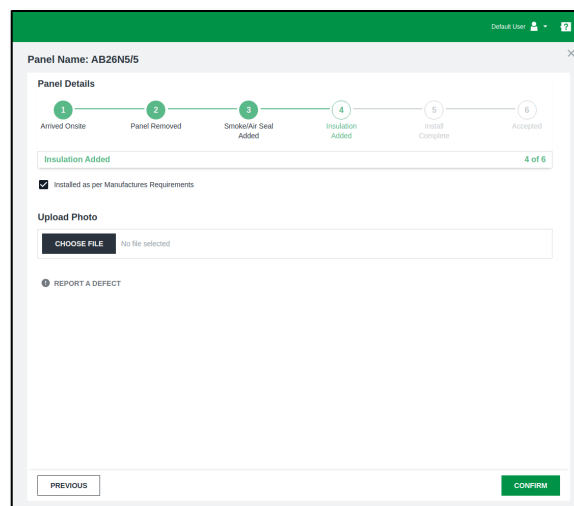 Default User
?
Panel Name: AB26N5/5
Panel Details
1 2 3 4 5 6
Arrived Onsite Panel Removed Smoke/Air Seal Added Insulation Added Install Complete Accepted
Insulation Added 4 of 6
Installed as per Manufactures Requirements
Upload Photo
CHOOSE FILE No file selected
! REPORT A DEFECT
PREVIOUS CONFIRM